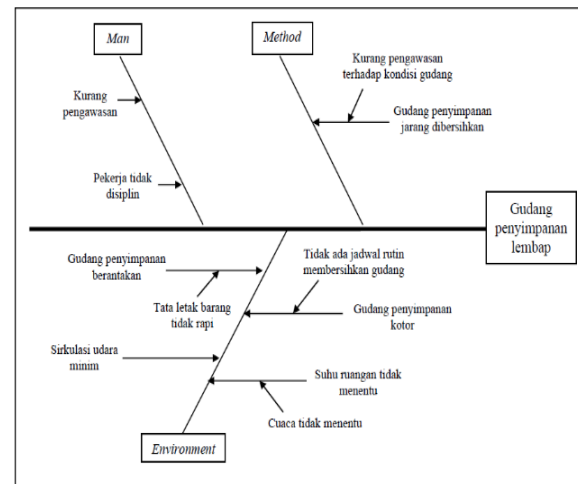 Man
Method
Kurang pengawasan
terhadap kondisi gudang
Kurang
pengawasan
Gudang penyimpanan
jarang dibersihkan
Pekerja tidak
disiplin
Gudang
penyimpanan
lembap
Gudang penyimpanan
berantakan
Tidak ada jadwal rutin
membersihkan gudang
Tata letak barang
tidak rapi
Gudang penyimpanan
kotor
Sirkulasi udara
minim
Suhu ruangan tidak
menentu
Cuaca tidak menentu
Environment